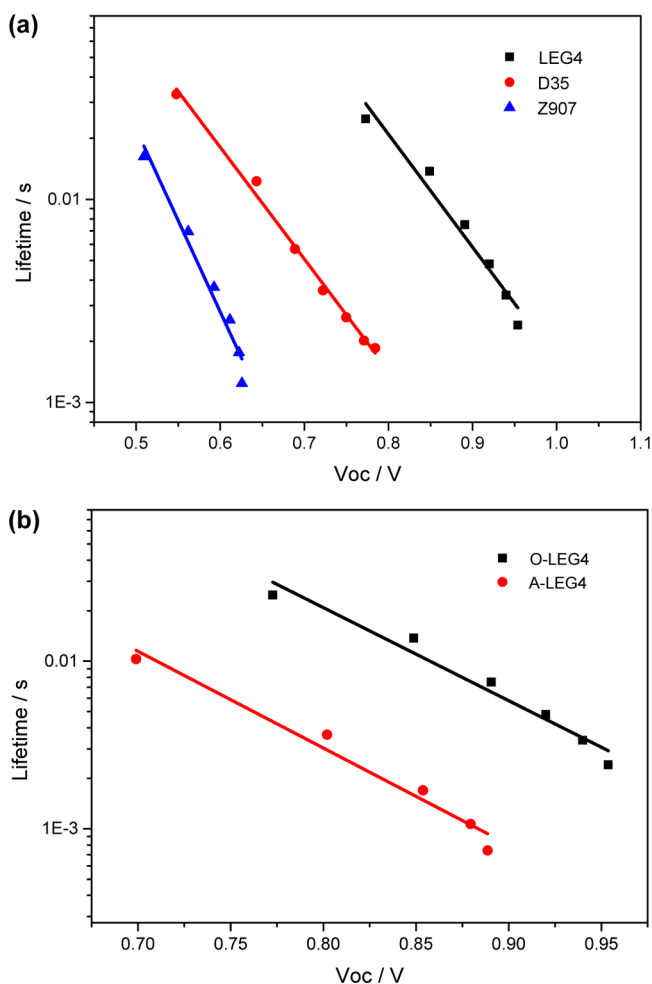 (a)
LEG4
D35
Z907
0.01
1E-3
Lifetime / s
0.5 0.6 0.7 0.8 0.9 1.0 1.1
Voc / V
(b)
O-LEG4
A-LEG4
0.01
1E-3
Lifetime / s
0.70 0.75 0.80 0.85 0.90 0.95
Voc / V